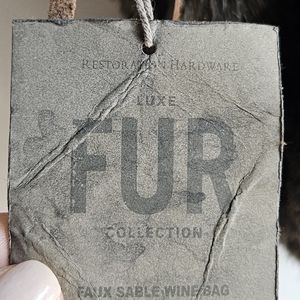 RESTORATION HARDWARE
LUXE
FUR
COLLECTION
FAUX SABLE WINE BAG